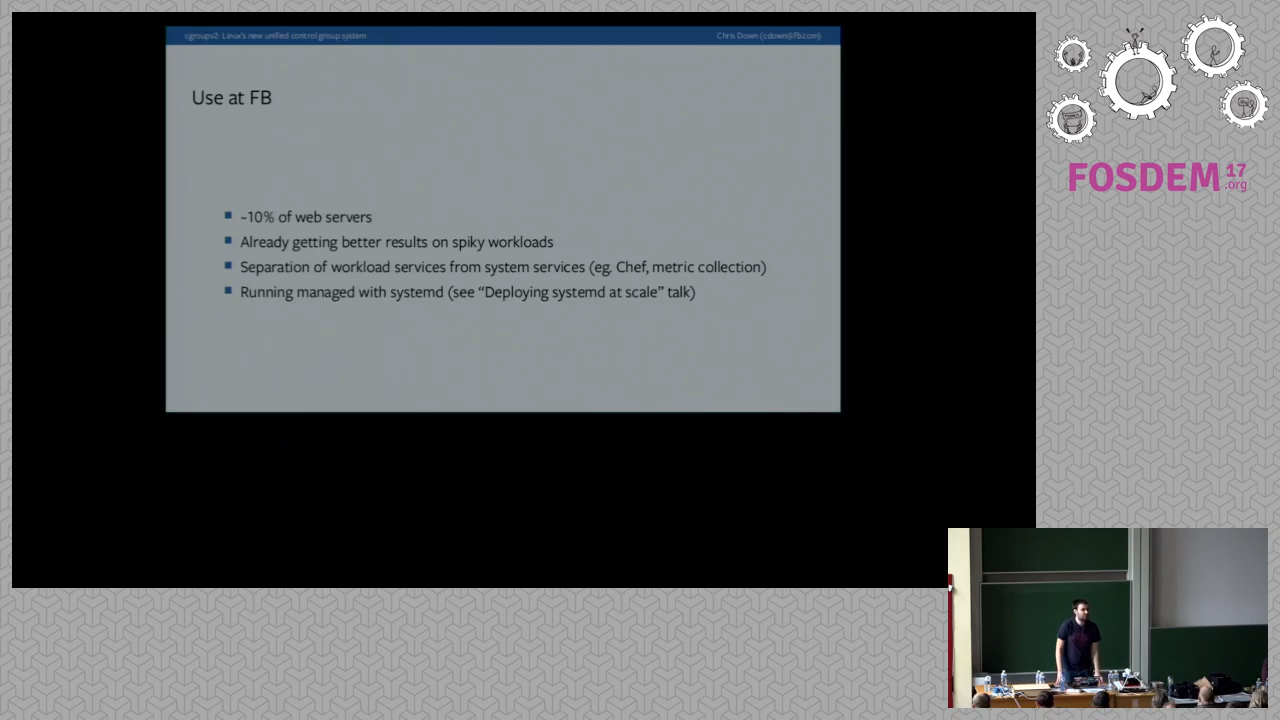 cgroupv2: Linux's new unified control group system
Chris Down (cdown@fb.com)
Use at FB
~10% of web servers
Already getting better results on spiky workloads
Separation of workload services from system services (eg. Chef, metric collection)
Running managed with systemd (see “Deploying systemd at scale” talk)
FOSDEM 17
.org